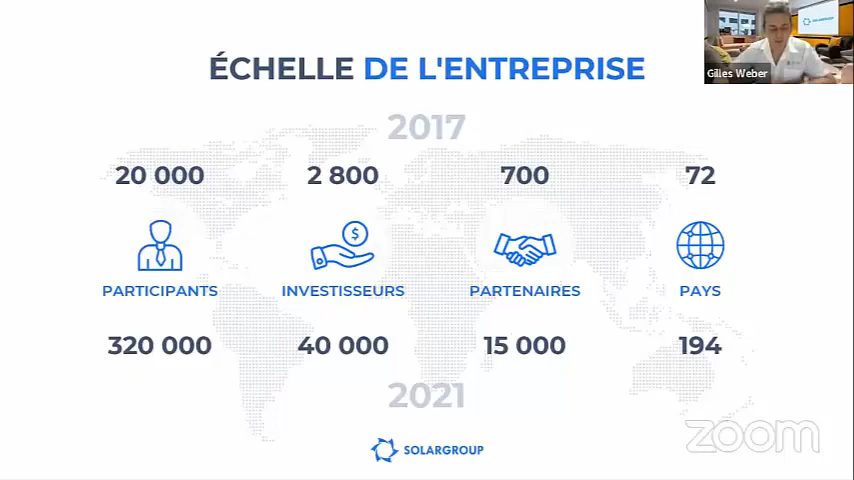 ÉCHELLE DE L'ENTREPRISE
SOLARGROUP
Gilles Weber
2017
20 000 2 800 700 72
PARTICIPANTS INVESTISSEURS PARTENAIRES PAYS
320 000 40 000 15 000 194
2021
SOLARGROUP
zoom